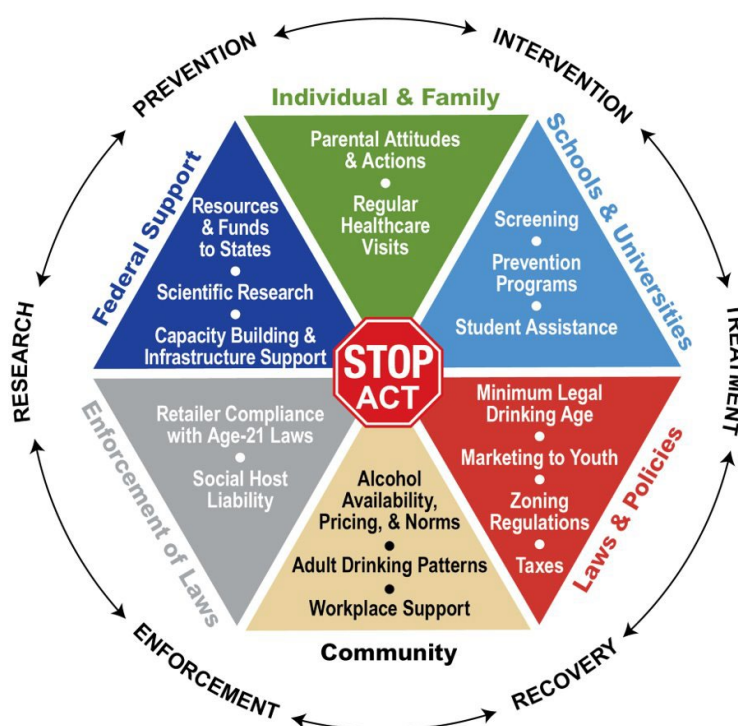 PREVENTION
INTERVENTION
TREATMENT
RECOVERY
ENFORCEMENT
RESEARCH
Individual & Family
Parental Attitudes
& Actions
Regular
Healthcare
Visits
Schools & Universities
Screening
Prevention
Programs
Student Assistance
Laws & Policies
Minimum Legal
Drinking Age
Marketing to Youth
Zoning
Regulations
Taxes
Community
Alcohol
Availability,
Pricing, & Norms
Adult Drinking Patterns
Workplace Support
Enforcement of Laws
Retailer Compliance
with Age-21 Laws
Social Host
Liability
Federal Support
Resources
& Funds
to States
Scientific Research
Capacity Building &
Infrastructure Support
STOP
ACT